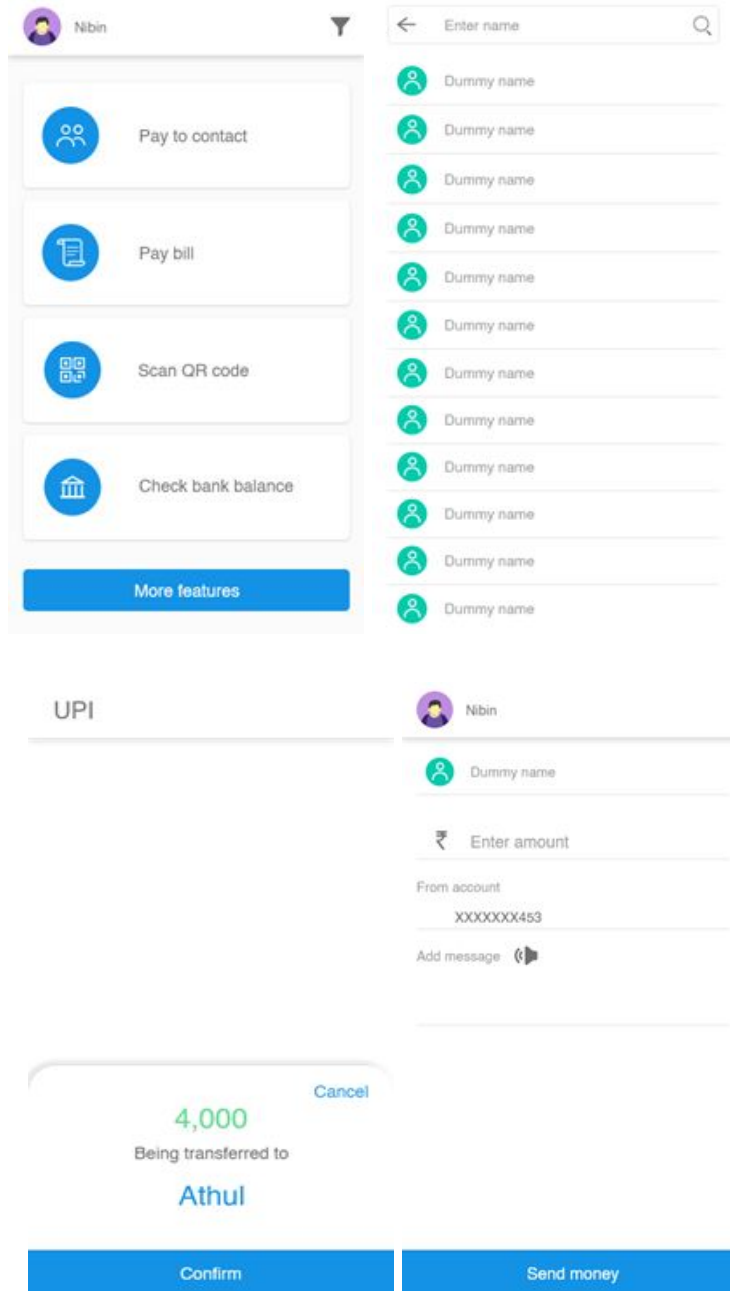 Nibin
Pay to contact
Pay bill
Scan QR code
Check bank balance
More features
Enter name
Dummy name
Dummy name
Dummy name
Dummy name
Dummy name
Dummy name
Dummy name
Dummy name
Dummy name
Dummy name
Dummy name
Dummy name
UPI
Cancel
4,000
Being transferred to
Athul
Confirm
Nibin
Dummy name
₹ Enter amount
From account
XXXXXXX453
Add message
Send money